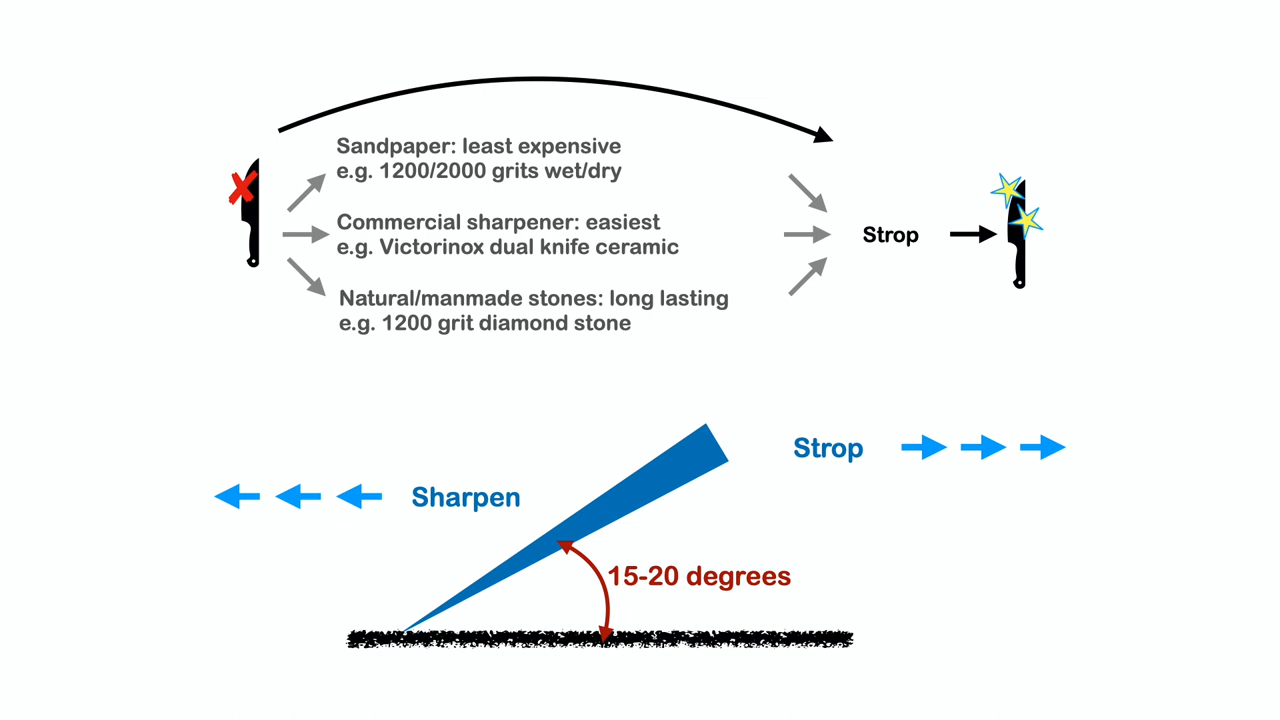 Sandpaper: least expensive
e.g. 1200/2000 grits wet/dry
Commercial sharpener: easiest
e.g. Victorinox dual knife ceramic
Strop
Natural/manmade stones: long lasting
e.g. 1200 grit diamond stone
Strop
Sharpen
15-20 degrees